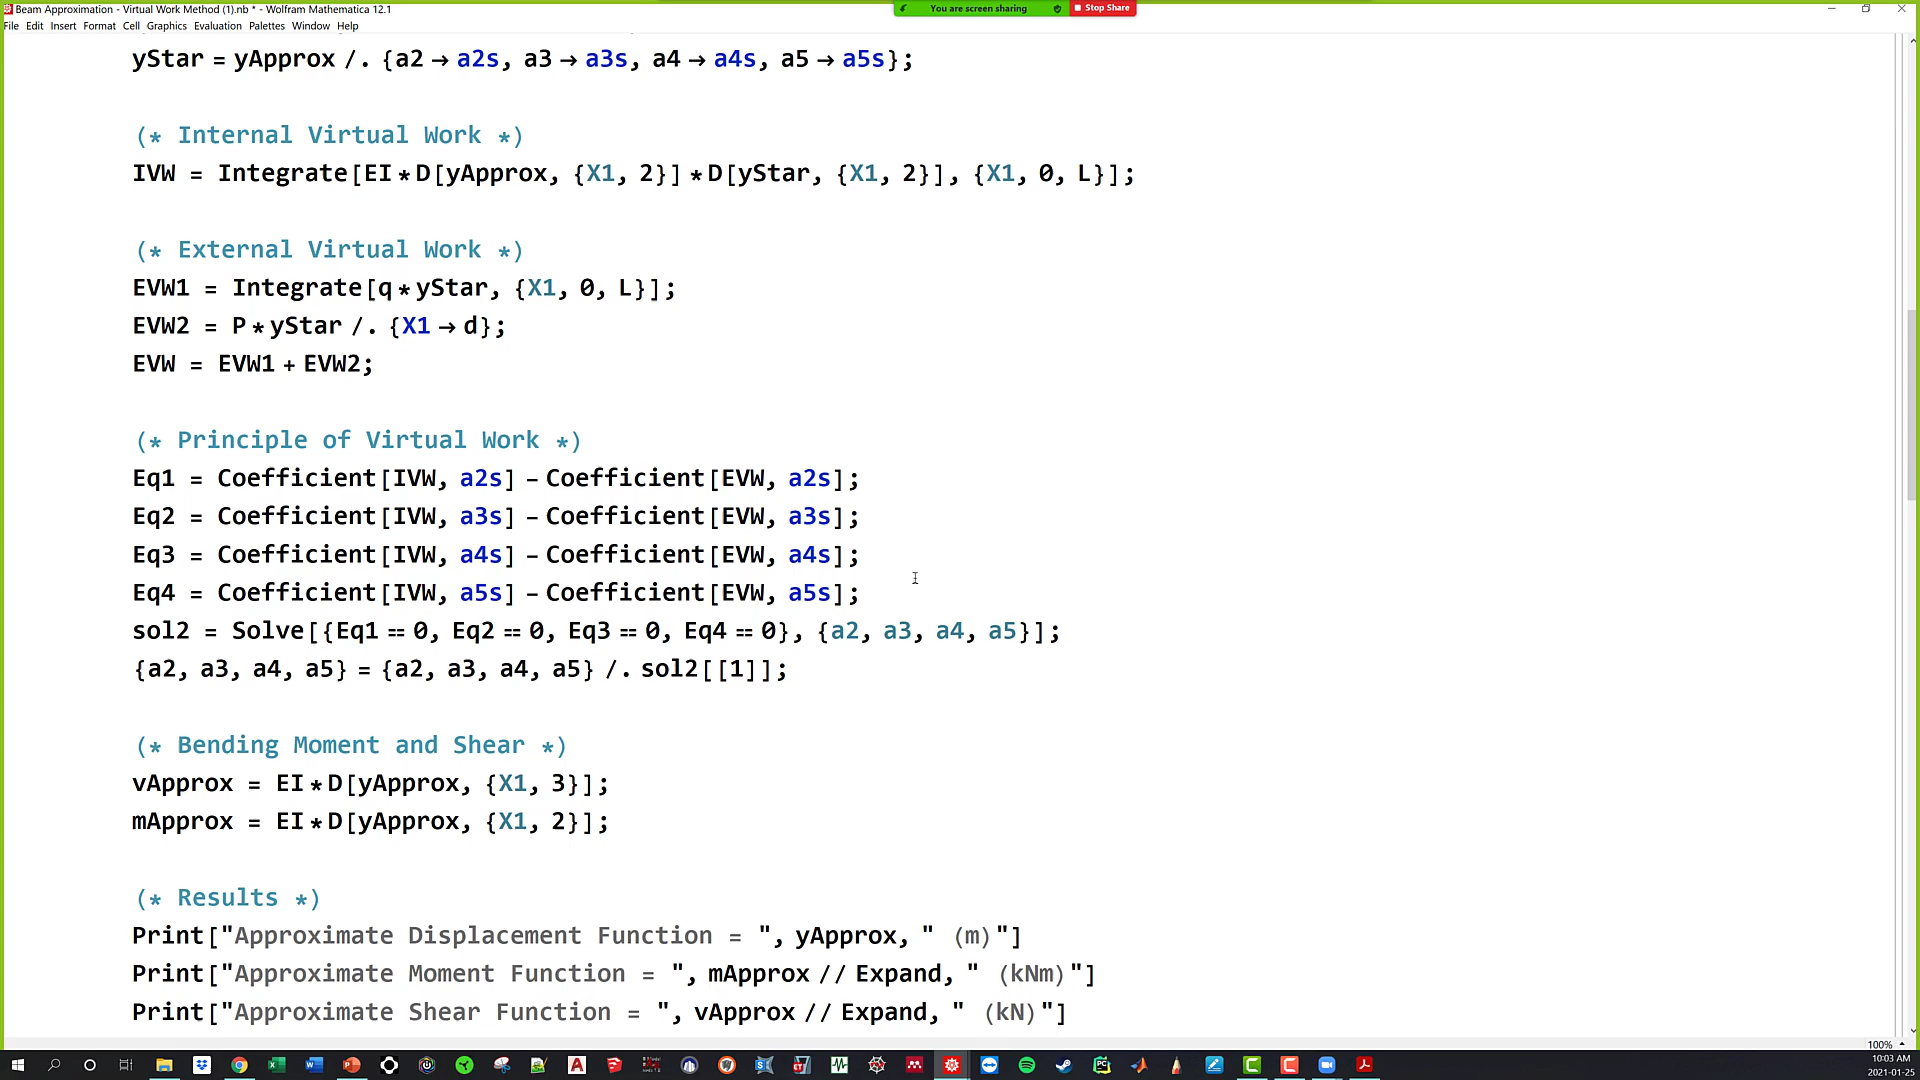 Beam Approximation - Virtual Work Method (1).nb * - Wolfram Mathematica 12.1
You are screen sharing
Stop Share
File Edit Insert Format Cell Graphics Evaluation Palettes Window Help
yStar = yApprox /. {a2 → a2s, a3 → a3s, a4 → a4s, a5 → a5s};
(* Internal Virtual Work *)
IVW = Integrate[EI * D[yApprox, {X1, 2}] * D[yStar, {X1, 2}], {X1, 0, L}];
(* External Virtual Work *)
EVW1 = Integrate[q * yStar, {X1, 0, L}];
EVW2 = P * yStar /. {X1 → d};
EVW = EVW1 + EVW2;
(* Principle of Virtual Work *)
Eq1 = Coefficient[IVW, a2s] - Coefficient[EVW, a2s];
Eq2 = Coefficient[IVW, a3s] - Coefficient[EVW, a3s];
Eq3 = Coefficient[IVW, a4s] - Coefficient[EVW, a4s];
Eq4 = Coefficient[IVW, a5s] - Coefficient[EVW, a5s];
sol2 = Solve[{Eq1 == 0, Eq2 == 0, Eq3 == 0, Eq4 == 0}, {a2, a3, a4, a5}];
{a2, a3, a4, a5} = {a2, a3, a4, a5} /. sol2[[1]];
(* Bending Moment and Shear *)
vApprox = EI * D[yApprox, {X1, 3}];
mApprox = EI * D[yApprox, {X1, 2}];
(* Results *)
Print["Approximate Displacement Function = ", yApprox, " (m)"]
Print["Approximate Moment Function = ", mApprox // Expand, " (kNm)"]
Print["Approximate Shear Function = ", vApprox // Expand, " (kN)"]
100%
10:03 AM
2021-01-25